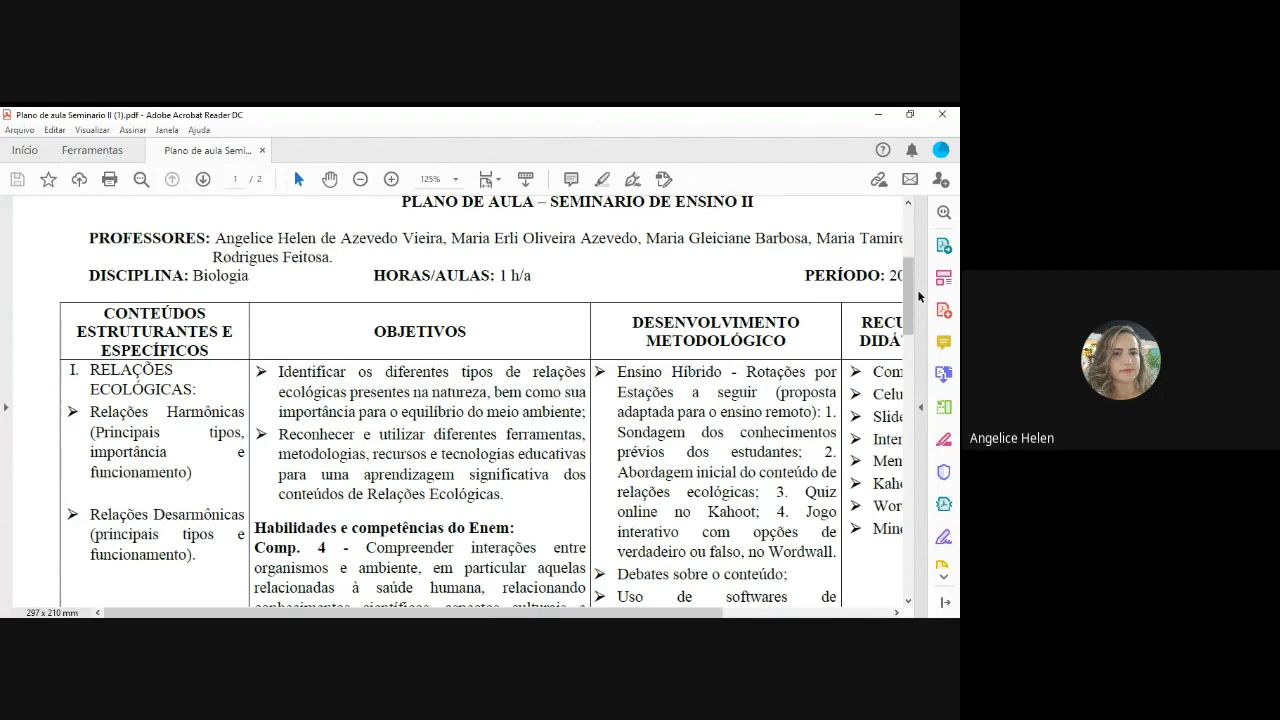 Plano de aula Seminario II (1).pdf - Adobe Acrobat Reader DC
Arquivo Editar Visualizar Assinar Janela Ajuda
Início Ferramentas Plano de aula Semi... ×
1 / 2 125%
PLANO DE AULA – SEMINÁRIO DE ENSINO II
PROFESSORES: Angelice Helen de Azevedo Vieira, Maria Erli Oliveira Azevedo, Maria Gleiciane Barbosa, Maria Tamire
Rodrigues Feitosa.
DISCIPLINA: Biologia HORAS/AULAS: 1 h/a PERÍODO: 20
CONTEÚDOS
ESTRUTURANTES E
ESPECÍFICOS
OBJETIVOS
DESENVOLVIMENTO
METODOLÓGICO
RECU
DIDÁ
I. RELAÇÕES
ECOLÓGICAS:
➢ Relações Harmônicas
(Principais tipos,
importância e
funcionamento)
➢ Relações Desarmônicas
(principais tipos e
funcionamento).
➢ Identificar os diferentes tipos de relações
ecológicas presentes na natureza, bem como sua
importância para o equilíbrio do meio ambiente;
➢ Reconhecer e utilizar diferentes ferramentas,
metodologias, recursos e tecnologias educativas
para uma aprendizagem significativa dos
conteúdos de Relações Ecológicas.
Habilidades e competências do Enem:
Comp. 4 - Compreender interações entre
organismos e ambiente, em particular aquelas
relacionadas à saúde humana, relacionando
conhecimentos científicos, aspectos culturais e
➢ Ensino Híbrido - Rotações por
Estações a seguir (proposta
adaptada para o ensino remoto): 1.
Sondagem dos conhecimentos
prévios dos estudantes; 2.
Abordagem inicial do conteúdo de
relações ecológicas; 3. Quiz
online no Kahoot; 4. Jogo
interativo com opções de
verdadeiro ou falso, no Wordwall.
➢ Debates sobre o conteúdo;
➢ Uso de softwares de
➢ Com
➢ Celu
➢ Slide
➢ Inter
➢ Men
➢ Kaho
➢ Wor
➢ Mind
297 x 210 mm
Angelice Helen